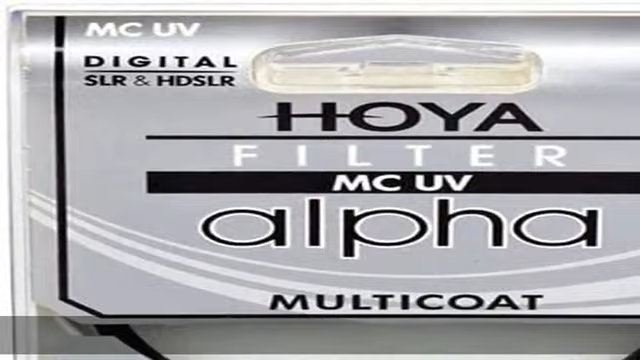 MC UV
DIGITAL
SLR & HDSLR
HOYA
FILTER
MC UV
alpha
MULTICOAT